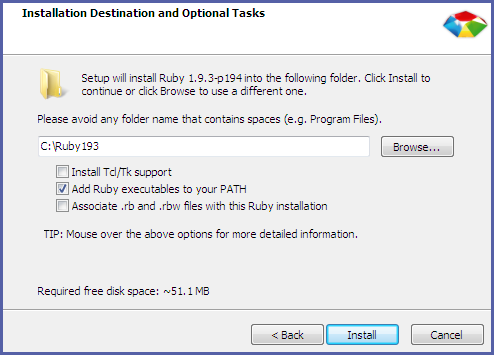 Installation Destination and Optional Tasks
Setup will install Ruby 1.9.3-p194 into the following folder. Click Install to
continue or click Browse to use a different one.
Please avoid any folder name that contains spaces (e.g. Program Files).
C:\Ruby193
Browse...
Install Tcl/Tk support
Add Ruby executables to your PATH
Associate .rb and .rbw files with this Ruby installation
TIP: Mouse over the above options for more detailed information.
Required free disk space: ~51.1 MB
< Back
Install
Cancel